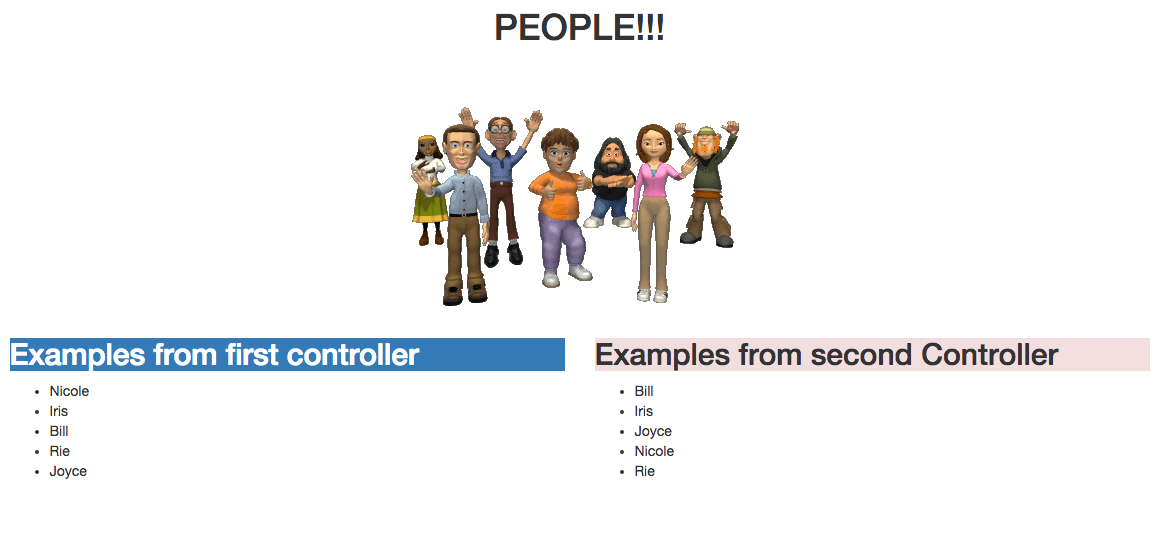 PEOPLE!!!
Examples from first controller
• Nicole
• Iris
• Bill
• Rie
• Joyce
Examples from second Controller
• Bill
• Iris
• Joyce
• Nicole
• Rie